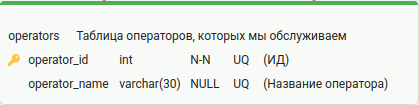 operators Таблица операторов, которых мы обслуживаем
operator_id int N-N UQ (ИД)
operator_name varchar(30) NULL UQ (Название оператора)